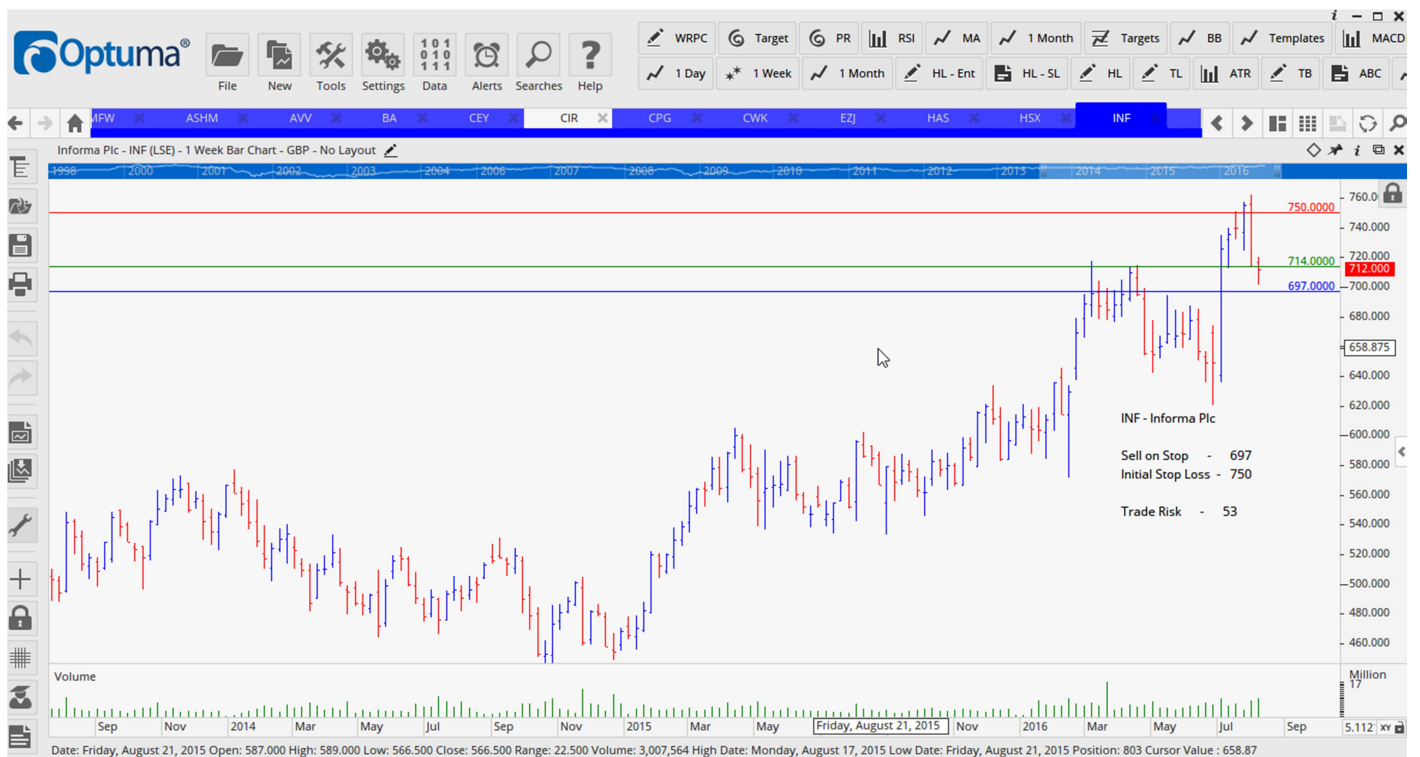 i
Optuma®
File New Tools Settings Data Alerts Searches Help
101
010
111
WRPC Target PR RSI MA 1 Month Targets BB Templates MACD
1 Day 1 Week 1 Month HL - Ent HL - SL HL TL ATR TB ABC
MFW ASHM AVV BA CEY CIR CPG CWK EZJ HAS HSX INF
Informa Plc - INF (LSE) - 1 Week Bar Chart - GBP - No Layout
1998 2000 2001 2002 2003 2004 2006 2007 2008 2009 2010 2011 2012 2013 2014 2015 2016
760.0
750.0000
740.000
720.000
714.0000
712.000
700.000
697.0000
680.000
658.875
640.000
620.000
600.000
580.000
560.000
540.000
520.000
500.000
480.000
460.000
INF - Informa Plc
Sell on Stop - 697
Initial Stop Loss - 750
Trade Risk - 53
Volume
Million
17
Sep Nov 2014 Mar May Jul Sep Nov 2015 Mar May Friday, August 21, 2015 Nov 2016 Mar May Jul Sep 5.112 XY
Date: Friday, August 21, 2015 Open: 587.000 High: 589.000 Low: 566.500 Close: 566.500 Range: 22.500 Volume: 3,007,564 High Date: Monday, August 17, 2015 Low Date: Friday, August 21, 2015 Position: 803 Cursor Value : 658.87